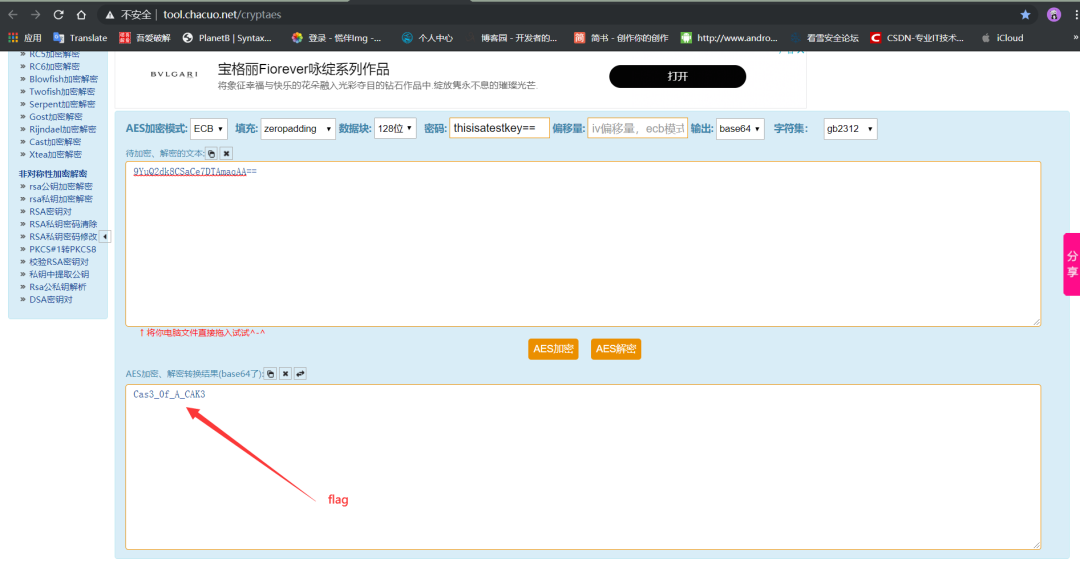 不安全 | tool.chacuo.net/cryptaes
应用 Translate 吾爱破解 PlanetB | Syntax... 登录 - 慌伴Img -... 个人中心 博客园 - 开发者的... 简书 - 创作你的创作 http://www.andro... 看雪安全论坛 CSDN-专业IT技术... iCloud »
» RC5加密解密
» RC6加密解密
» Blowfish加密解密
» Twofish加密解密
» Serpent加密解密
» Gost加密解密
» Rijndael加密解密
» Cast加密解密
» Xtea加密解密
非对称性加密解密
» rsa公钥加密解密
» rsa私钥加密解密
» RSA密钥对
» RSA私钥密码清除
» RSA私钥密码修改
» PKCS#1转PKCS8
» 校验RSA密钥对
» 私钥中提取公钥
» Rsa公私钥解析
» DSA密钥对
BVLGARI
宝格丽Fiorever咏绽系列作品
将象征幸福与快乐的花朵融入光彩夺目的钻石作品中.绽放隽永不息的璀璨光芒.
打开
AES加密模式: ECB 填充: zeropadding 数据块: 128位 密码: thisisatestkey== 偏移量: iv偏移量，ecb模式 输出: base64 字符集: gb2312
待加密、解密的文本:
9YuQ2dk8CSaCe7DTAmaqAA==
↑将你电脑文件直接拖入试试^-^
AES加密 AES解密
AES加密、解密转换结果(base64了):
Cas3_0f_A_CAK3
flag
分享